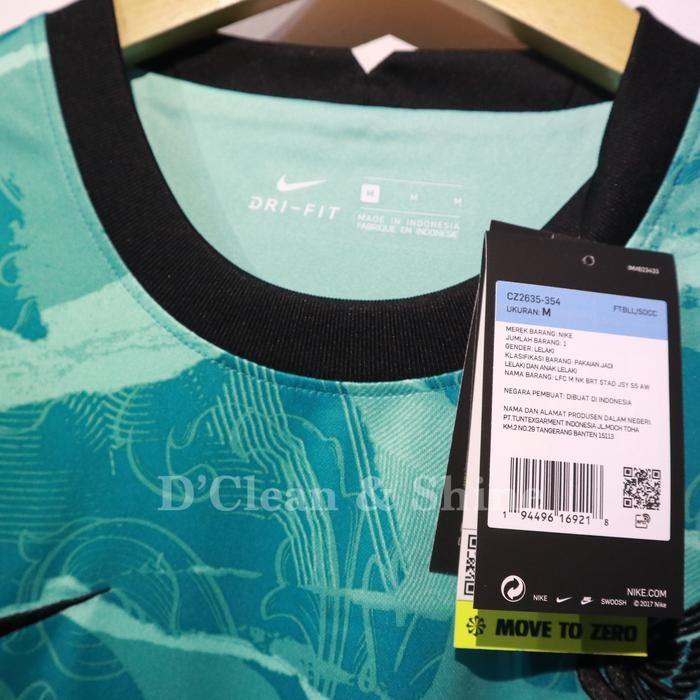 DRI-FIT
M M M
MADE IN INDONESIA
FABRIQUE EN INDONESIE
CZ2635-354
FTBLL/SOCC
UKURAN: M
MEREK BARANG: NIKE
JUMLAH BARANG: 1
GENDER: LELAKI
KLASIFIKASI BARANG: PAKAIAN JADI
LELAKI DAN ANAK LELAKI
NAMA BARANG: LFC M NK BRT STAD JSY SS AW
NEGARA PEMBUAT: DIBUAT DI INDONESIA
NAMA DAN ALAMAT PRODUSEN DALAM NEGERI:
PT.TUNTEXGARMENT INDONESIA JL.MOCH TOHA
KM.2 NO.29 TANGERANG BANTEN 15113
1 94496 16921 8
NIKE SWOOSH
NIKE.COM
© 2017 Nike
MOVE TO ZERO
D'Clean & Shine